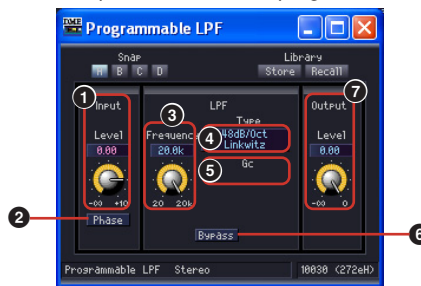 DME Programmable LPF
Snap
Library
A B C D
Store Recall
1
3
7
Input
LPF
Output
Type
Level
Frequency
4
48dB/Oct
Linkwitz
Level
0.00
20.0k
0.00
5
Gc
-∞ +10
20 20k
-∞ 0
2
Phase
6
Bypass
Programmable LPF Stereo
10030 (272eH)